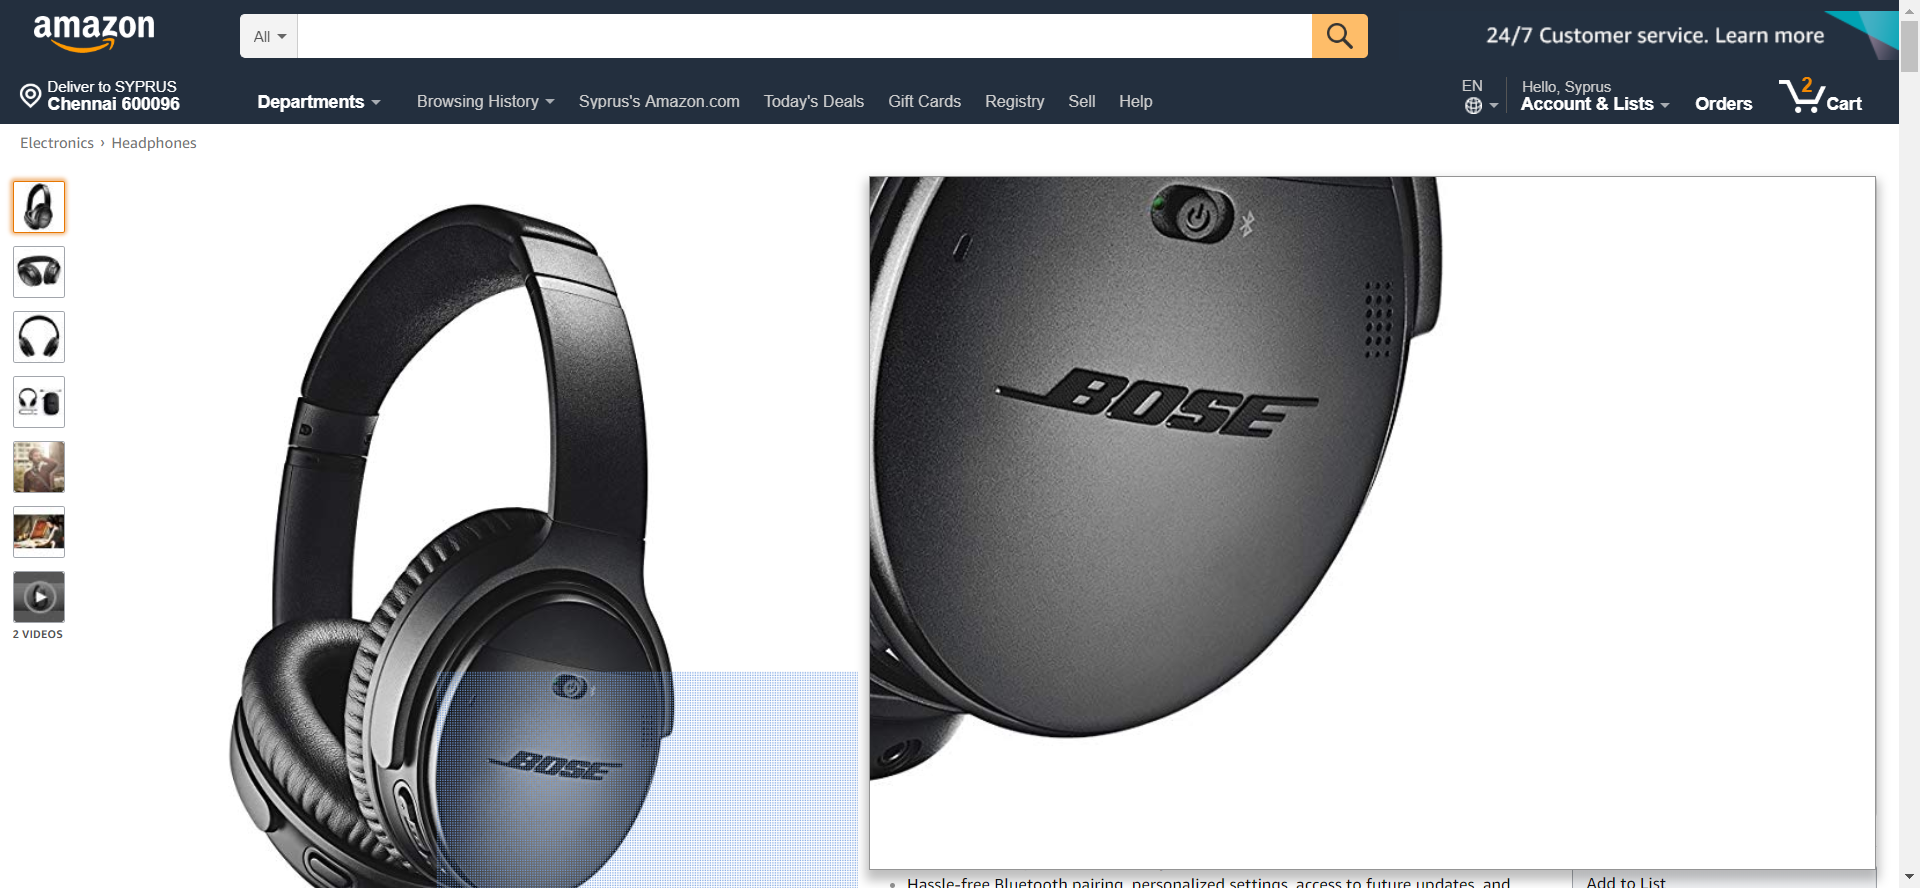 amazon
All
24/7 Customer service. Learn more
Deliver to SYPRUS
Chennai 600096
Departments
Browsing History
Syprus's Amazon.com
Today's Deals
Gift Cards
Registry
Sell
Help
EN
Hello, Syprus
Account & Lists
Orders
2
Cart
Electronics › Headphones
2 VIDEOS
BOSE
BOSE
Hassle-free Bluetooth pairing, personalized settings, access to future updates, and
Add to List